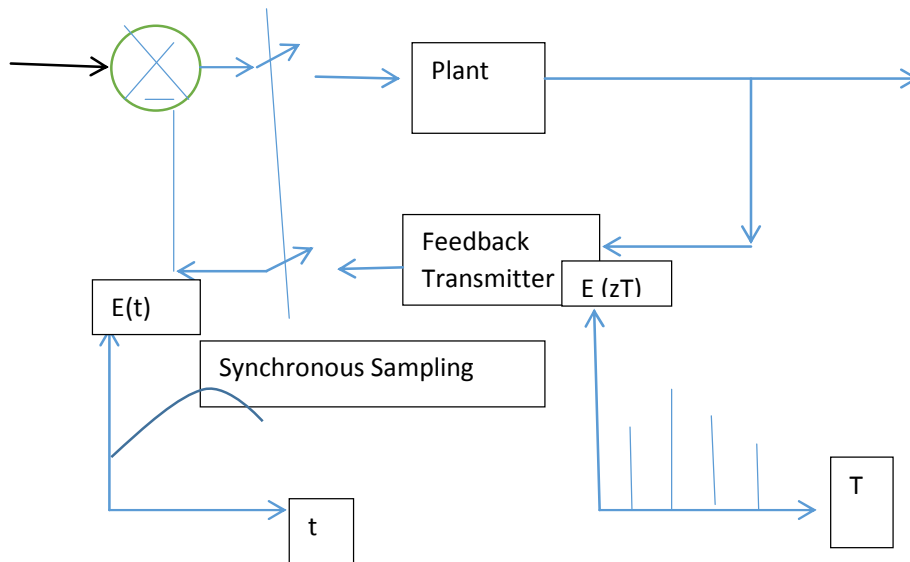 Plant
Feedback
Transmitter
E (zT)
E(t)
Synchronous Sampling
T
t